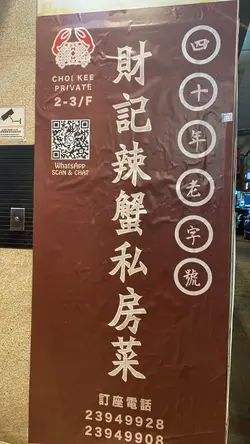 CHOI KEE
PRIVATE
2-3/F
WhatsApp
SCAN & CHAT
財記辣蟹私房菜
四十年老字號
訂座電話
23949928
23949908